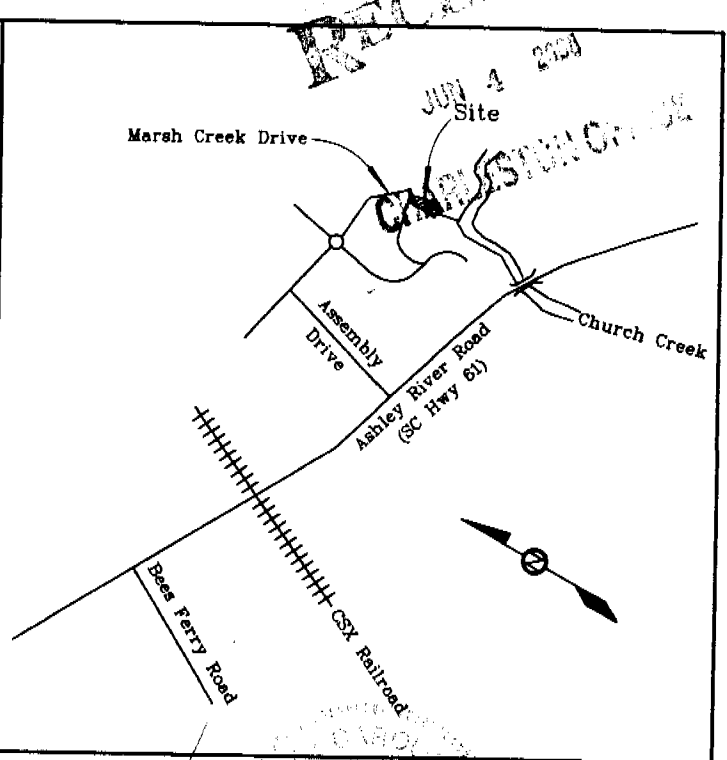 JUN 4
Site
Marsh Creek Drive
CHARLESTON
Assembly
Drive
Ashley River Road
(SC Hwy 61)
Church Creek
N
Bees Ferry Road
CSX Railroad